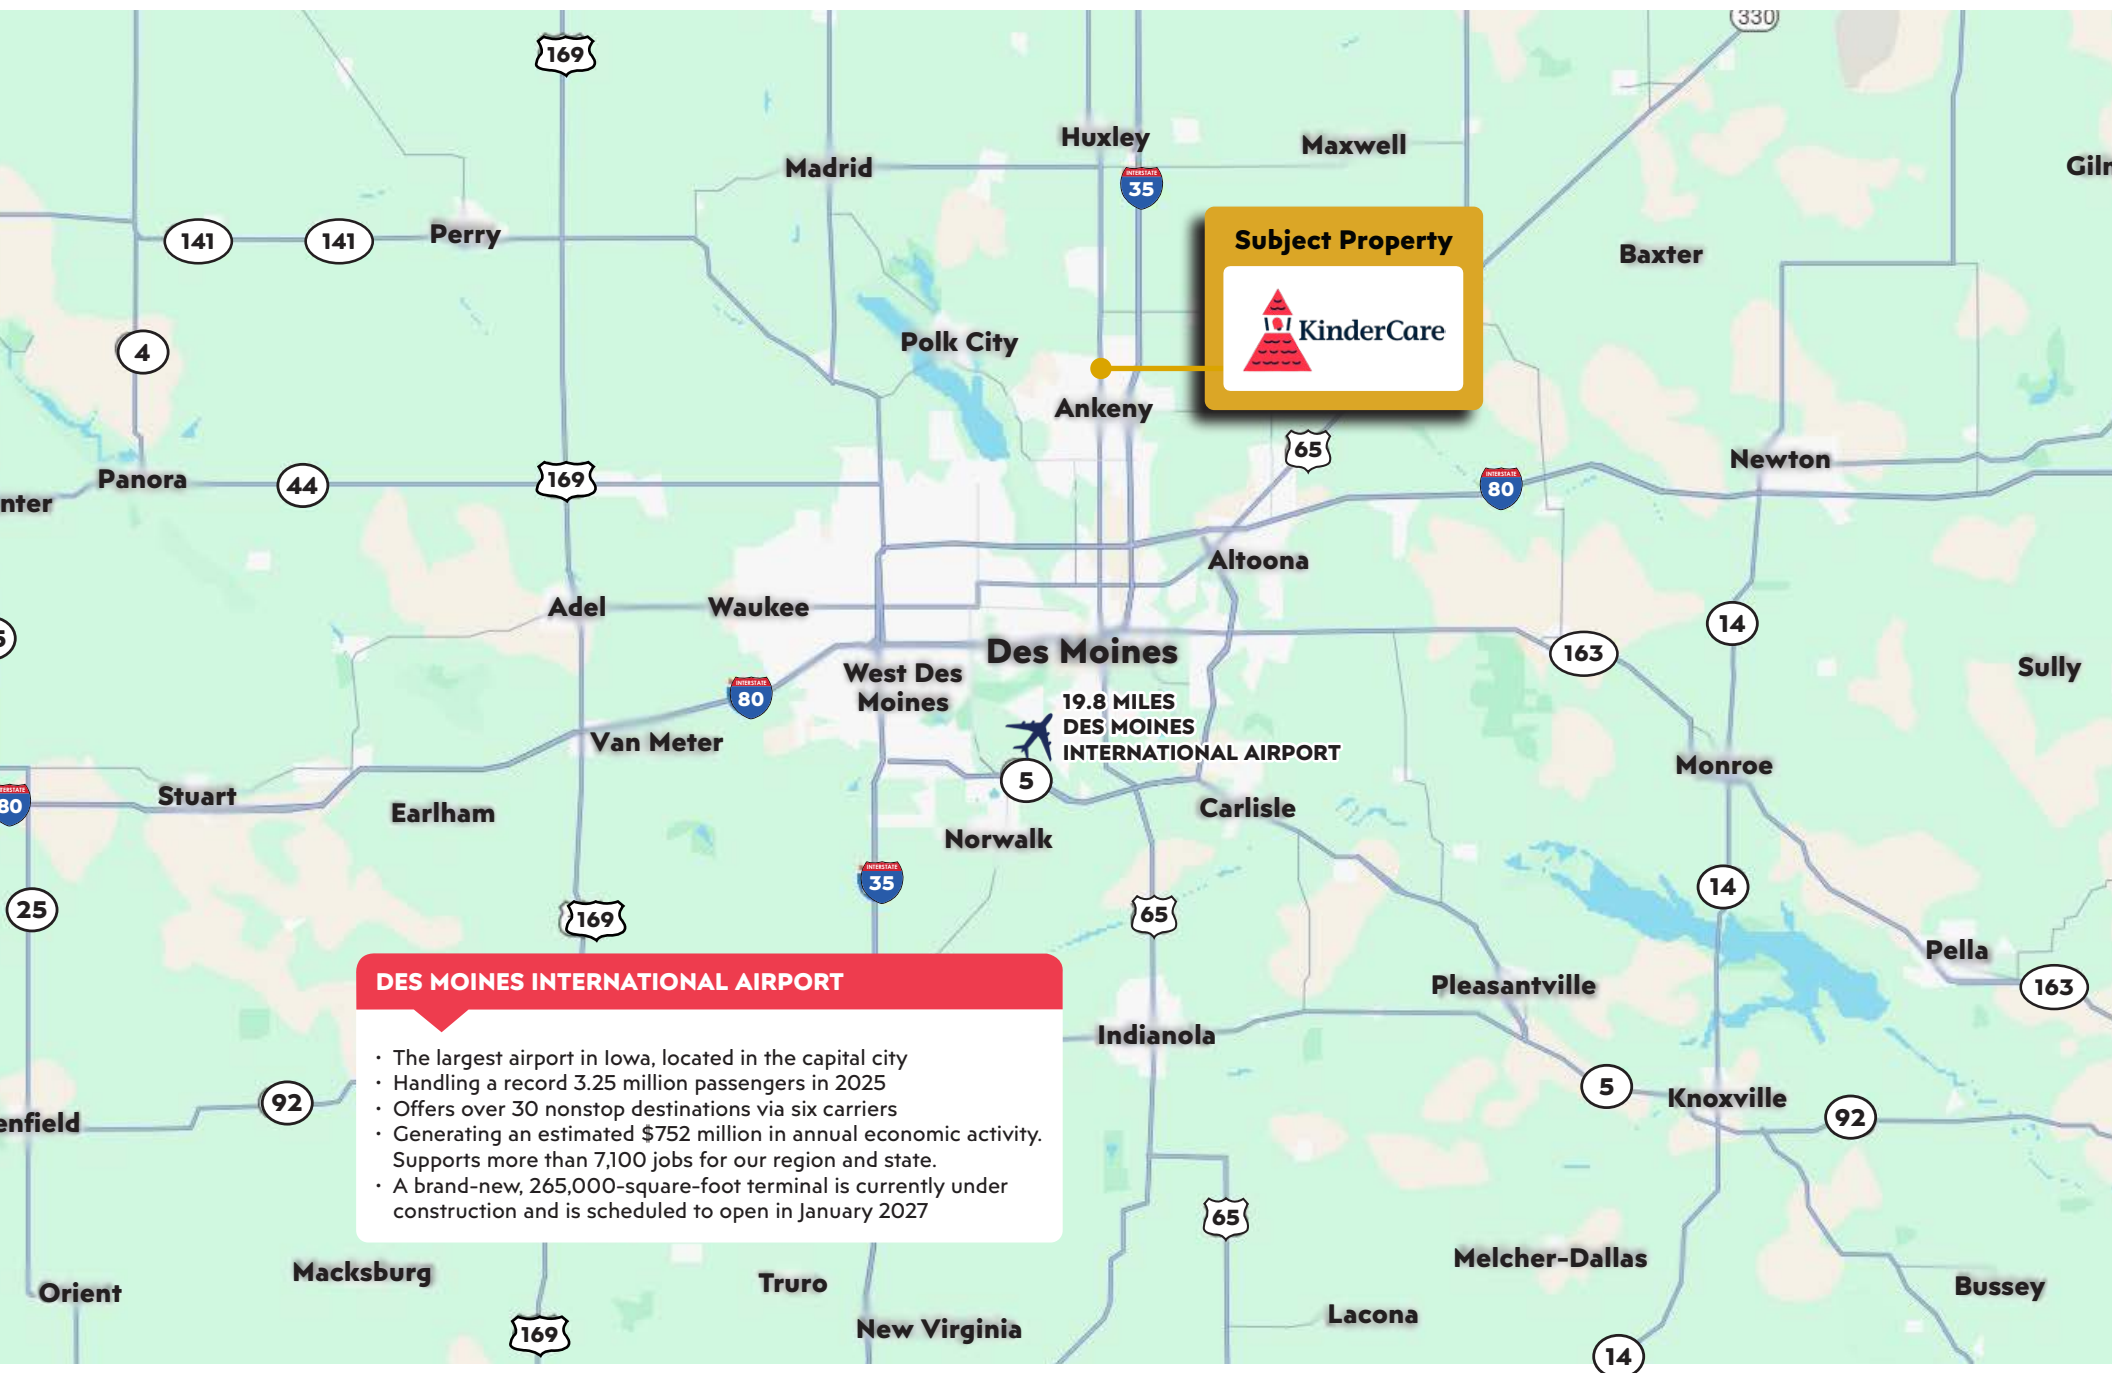 330
169
Huxley
Maxwell
Madrid
Giln
INTERSTATE
35
141
141
Perry
Subject Property
KinderCare
Baxter
4
Polk City
Ankeny
65
Newton
Panora
44
169
INTERSTATE
80
nter
Altoona
Adel
Waukee
14
5
Des Moines
163
Sully
West Des
Moines
INTERSTATE
80
19.8 MILES
DES MOINES
INTERNATIONAL AIRPORT
Van Meter
5
Monroe
Stuart
INTERSTATE
80
Earlham
Carlisle
Norwalk
INTERSTATE
35
14
25
169
65
Pella
DES MOINES INTERNATIONAL AIRPORT
Pleasantville
163
Indianola
· The largest airport in Iowa, located in the capital city
· Handling a record 3.25 million passengers in 2025
· Offers over 30 nonstop destinations via six carriers
· Generating an estimated $752 million in annual economic activity.
Supports more than 7,100 jobs for our region and state.
· A brand-new, 265,000-square-foot terminal is currently under
construction and is scheduled to open in January 2027
5
Knoxville
92
92
enfield
65
Melcher-Dallas
Macksburg
Truro
Bussey
Orient
Lacona
New Virginia
169
14